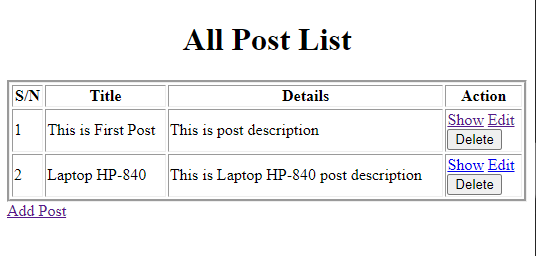 All Post List
S/N Title Details Action
1 This is First Post This is post description Show Edit
Delete
2 Laptop HP-840 This is Laptop HP-840 post description Show Edit
Delete
Add Post